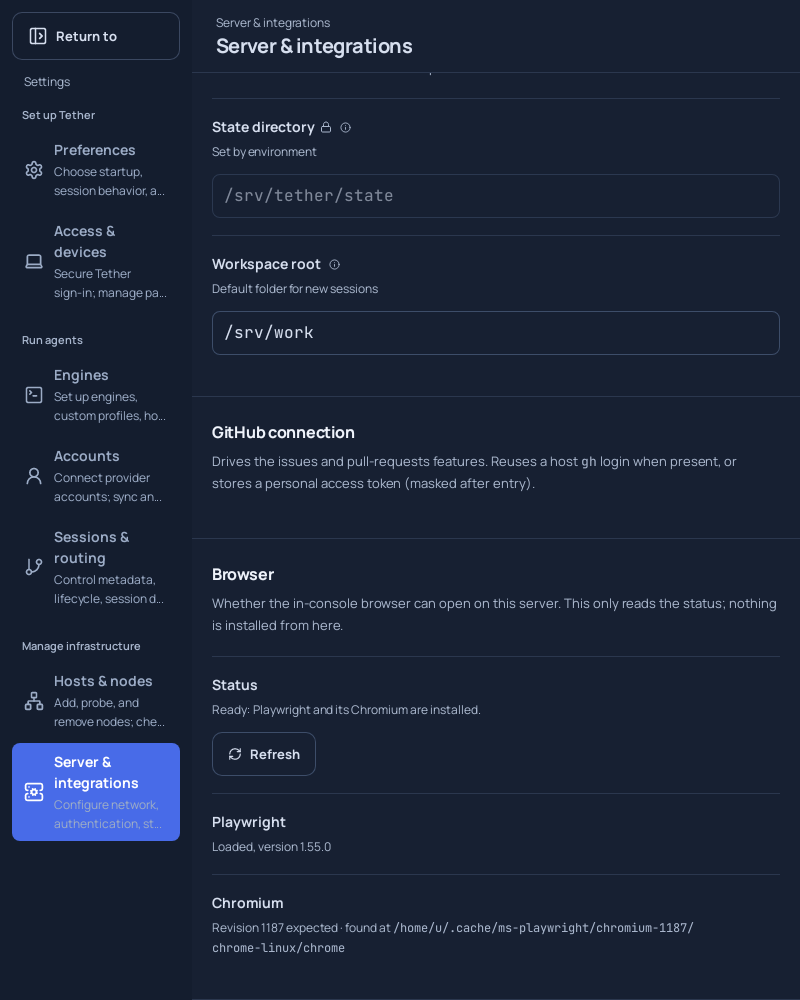 Return to
Settings
Set up Tether
Preferences
Choose startup,
session behavior, a...
Access &
devices
Secure Tether
sign-in; manage pa...
Run agents
Engines
Set up engines,
custom profiles, ho...
Accounts
Connect provider
accounts; sync an...
Sessions &
routing
Control metadata,
lifecycle, session d...
Manage infrastructure
Hosts & nodes
Add, probe, and
remove nodes; che...
Server &
integrations
Configure network,
authentication, st...
Server & integrations
Server & integrations
State directory
Set by environment
/srv/tether/state
Workspace root
Default folder for new sessions
/srv/work
GitHub connection
Drives the issues and pull-requests features. Reuses a host gh login when present, or
stores a personal access token (masked after entry).
Browser
Whether the in-console browser can open on this server. This only reads the status; nothing
is installed from here.
Status
Ready: Playwright and its Chromium are installed.
Refresh
Playwright
Loaded, version 1.55.0
Chromium
Revision 1187 expected · found at /home/u/.cache/ms-playwright/chromium-1187/
chrome-linux/chrome